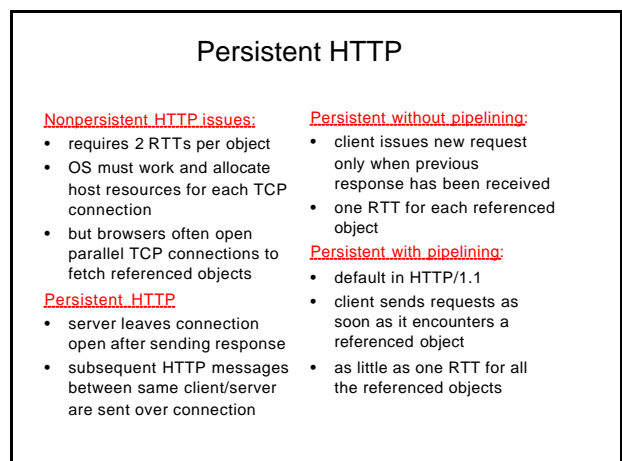 Persistent HTTP
Nonpersistent HTTP issues:
• requires 2 RTTs per object
• OS must work and allocate
host resources for each TCP
connection
• but browsers often open
parallel TCP connections to
fetch referenced objects
Persistent HTTP
• server leaves connection
open after sending response
• subsequent HTTP messages
between same client/server
are sent over connection
Persistent without pipelining:
• client issues new request
only when previous
response has been received
• one RTT for each referenced
object
Persistent with pipelining:
• default in HTTP/1.1
• client sends requests as
soon as it encounters a
referenced object
• as little as one RTT for all
the referenced objects